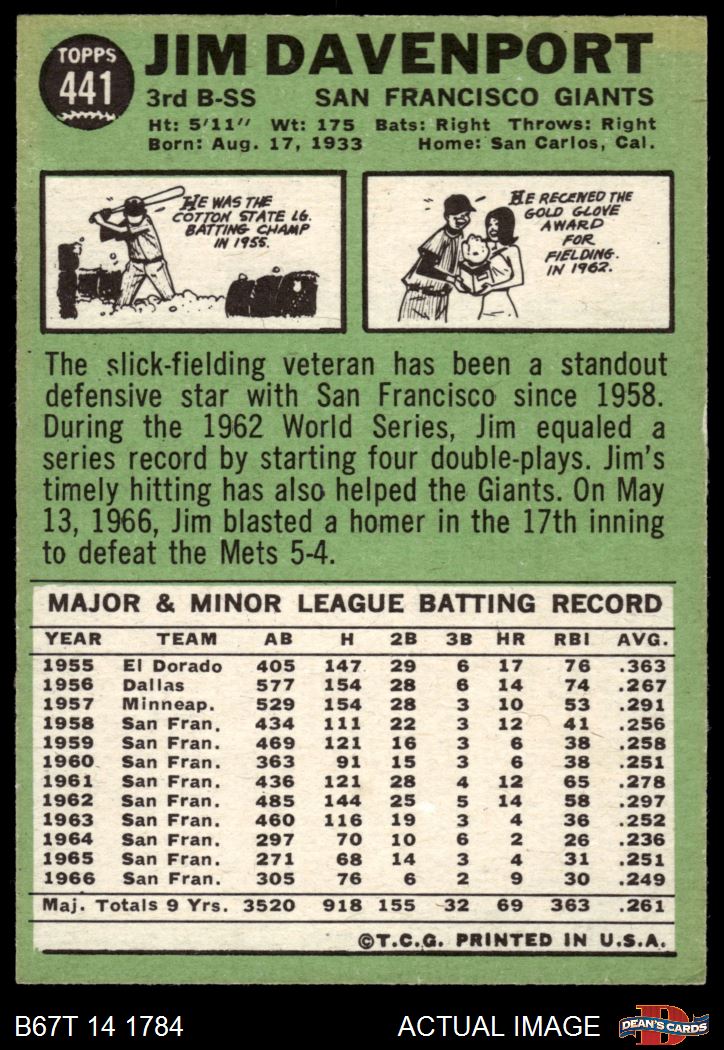 TOPPS
441
JIM DAVENPORT
3rd B-SS SAN FRANCISCO GIANTS
Ht: 5'11" Wt: 175 Bats: Right Throws: Right
Born: Aug. 17, 1933 Home: San Carlos, Cal.
HE WAS THE
COTTON STATE LG.
BATTING CHAMP
IN 1955.
HE RECEIVED THE
GOLD GLOVE
AWARD
FOR
FIELDING.
IN 1962.
The slick-fielding veteran has been a standout
defensive star with San Francisco since 1958.
During the 1962 World Series, Jim equaled a
series record by starting four double-plays. Jim's
timely hitting has also helped the Giants. On May
13, 1966, Jim blasted a homer in the 17th inning
to defeat the Mets 5-4.
MAJOR & MINOR LEAGUE BATTING RECORD
YEAR TEAM AB H 2B 3B HR RBI AVG.
1955 El Dorado 405 147 29 6 17 76 .363
1956 Dallas 577 154 28 6 14 74 .267
1957 Minneap. 529 154 28 3 10 53 .291
1958 San Fran. 434 111 22 3 12 41 .256
1959 San Fran. 469 121 16 3 6 38 .258
1960 San Fran. 363 91 15 3 6 38 .251
1961 San Fran. 436 121 28 4 12 65 .278
1962 San Fran. 485 144 25 5 14 58 .297
1963 San Fran. 460 116 19 3 4 36 .252
1964 San Fran. 297 70 10 6 2 26 .236
1965 San Fran. 271 68 14 3 4 31 .251
1966 San Fran. 305 76 6 2 9 30 .249
Maj. Totals 9 Yrs. 3520 918 155 32 69 363 .261
©T.C.G. PRINTED IN U.S.A.
B67T 14 1784 ACTUAL IMAGE DEAN'S CARDS